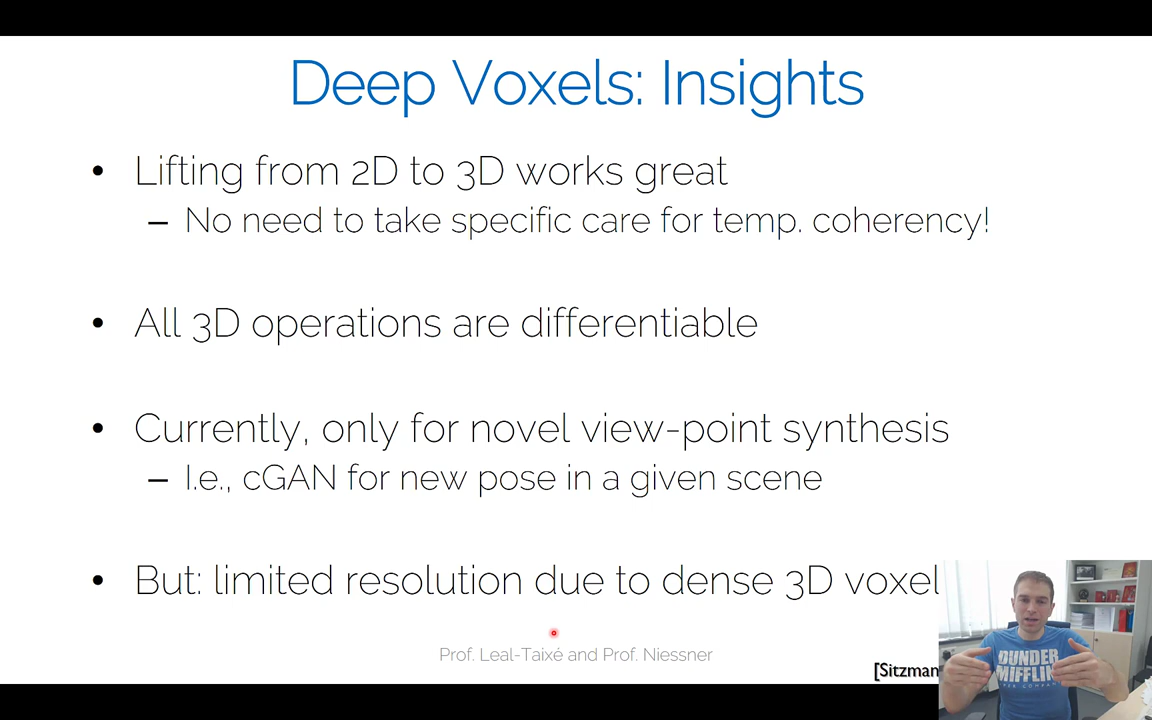 Deep Voxels: Insights
• Lifting from 2D to 3D works great
– No need to take specific care for temp. coherency!
• All 3D operations are differentiable
• Currently, only for novel view-point synthesis
– I.e., cGAN for new pose in a given scene
• But: limited resolution due to dense 3D voxel
Prof. Leal-Taixé and Prof. Niessner
[Sitzman
DUNDER
MIFFLIN